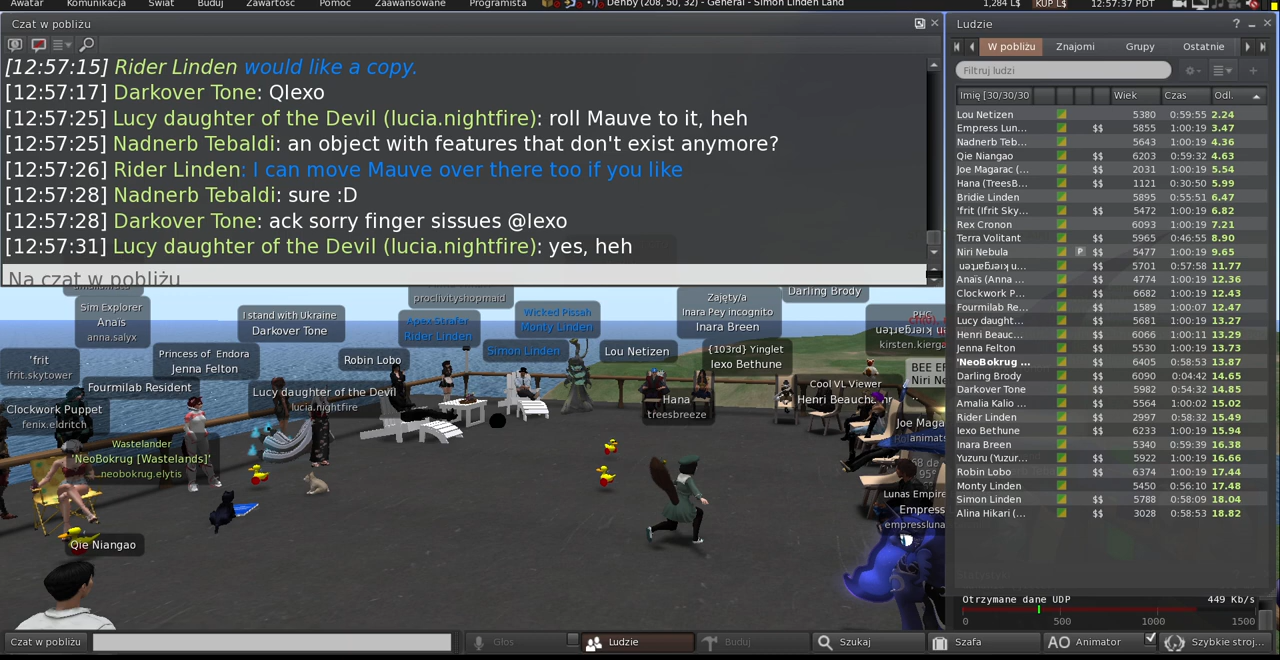 Awatar Komunikacja Świat Buduj Zawartość Pomoc Zaawansowane Programista Denby (208, 50, 32) - General - Simon Linden Land 1,284 L$ KUP L$ 12:57:37 PDT
Czat w pobliżu
[12:57:15] Rider Linden would like a copy.
[12:57:17] Darkover Tone: Qlexo
[12:57:25] Lucy daughter of the Devil (lucia.nightfire): roll Mauve to it, heh
[12:57:25] Nadnerb Tebaldi: an object with features that don't exist anymore?
[12:57:26] Rider Linden: I can move Mauve over there too if you like
[12:57:28] Nadnerb Tebaldi: sure :D
[12:57:28] Darkover Tone: ack sorry finger sissues @lexo
[12:57:31] Lucy daughter of the Devil (lucia.nightfire): yes, heh
Na czat w pobliżu
Ludzie
W pobliżu Znajomi Grupy Ostatnie
Filtruj ludzi
Imię [30/30/30 Wiek Czas Odl.
Lou Netizen 5380 0:59:55 2.24
Empress Lun... $$ 5855 1:00:19 3.47
Nadnerb Teb... 5643 1:00:19 4.36
Qie Niangao $$ 6203 0:59:32 4.63
Joe Magarac (... $$ 2031 1:00:19 5.54
Hana (TreesB... $$ 1121 0:30:50 5.99
Bridie Linden 5895 0:55:51 6.47
'frit (Ifrit Sky... $$ 5472 1:00:19 6.82
Rex Cronon 6093 1:00:19 7.21
Terra Volitant $$ 5965 0:46:55 8.90
Niri Nebula P $$ 5477 1:00:19 9.65
$$ 5701 0:57:58 11.77
Anaïs (Anna ... $$ 4774 1:00:19 12.36
Clockwork P... $$ 6682 1:00:19 12.43
Fourmilab Re... $$ 1589 1:00:07 12.47
Lucy daught... $$ 5681 1:00:19 13.27
Henri Beauc... $$ 6066 1:00:11 13.29
Jenna Felton $$ 5530 1:00:19 13.73
'NeoBokrug ... $$ 6405 0:58:53 13.87
Darling Brody $$ 6090 0:04:42 14.65
Darkover Tone $$ 5982 0:54:32 14.85
Amalia Kalio ... $$ 5564 1:00:02 15.02
Rider Linden $$ 2997 0:58:32 15.49
Iexo Bethune $$ 6233 1:00:19 15.94
Inara Breen 5340 0:59:39 16.38
Yuzuru (Yuzur... $$ 5922 1:00:19 16.66
Robin Lobo $$ 6374 1:00:19 17.44
Monty Linden 5450 0:56:10 17.48
Simon Linden $$ 5788 0:58:09 18.04
Alina Hikari (... $$ 3028 0:58:53 18.82
Otrzymane dane UDP 449 Kb/s
0 500 1000 1500
Sim Explorer
Anaïs
anna.salyx
I stand with Ukraine
Darkover Tone
proclivityshopmaid
Apex Strafer
Rider Linden
Wicked Pissah
Monty Linden
Simon Linden
Zajęty/a
Inara Pey incognito
Inara Breen
Darling Brody
PHC
kirsten.kierga
'frit
ifrit.skytower
Princess of Endora
Jenna Felton
Robin Lobo
Lou Netizen
{103rd} Yinglet
Iexo Bethune
BEE
Niri Ne
Fourmilab Resident
Lucy daughter of the Devil
lucia.nightfire
Hana
treesbreeze
Cool VL Viewer
Henri Beauchamr
Clockwork Puppet
fenix.eldritch
Wastelander
'NeoBokrug [Wastelands]'
neobokrug.elytis
Joe Maga
animats
Lunas Empire
Empress
empressluna
Qie Niangao
Czat w pobliżu Głos Ludzie Buduj Szukaj Szafa AO Animator Szybkie stroj...